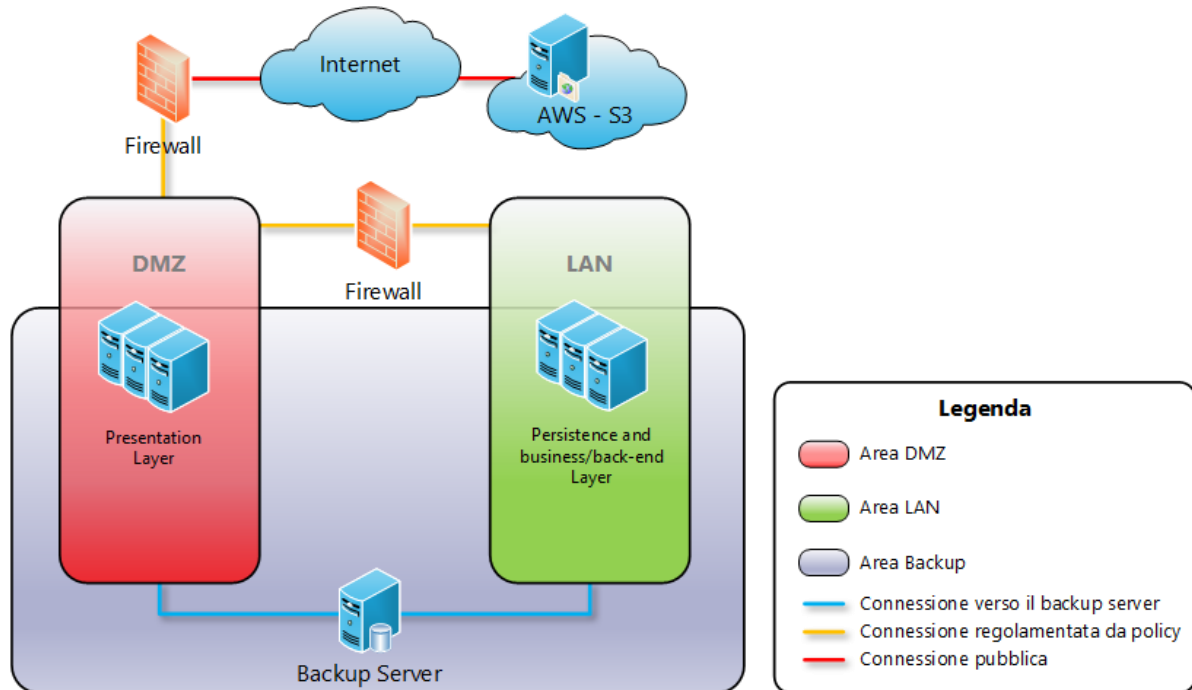 Internet
AWS - S3
Firewall
DMZ
LAN
Firewall
Presentation
Layer
Persistence and
business/back-end
Layer
Backup Server
Legenda
Area DMZ
Area LAN
Area Backup
Connessione verso il backup server
Connessione regolamentata da policy
Connessione pubblica